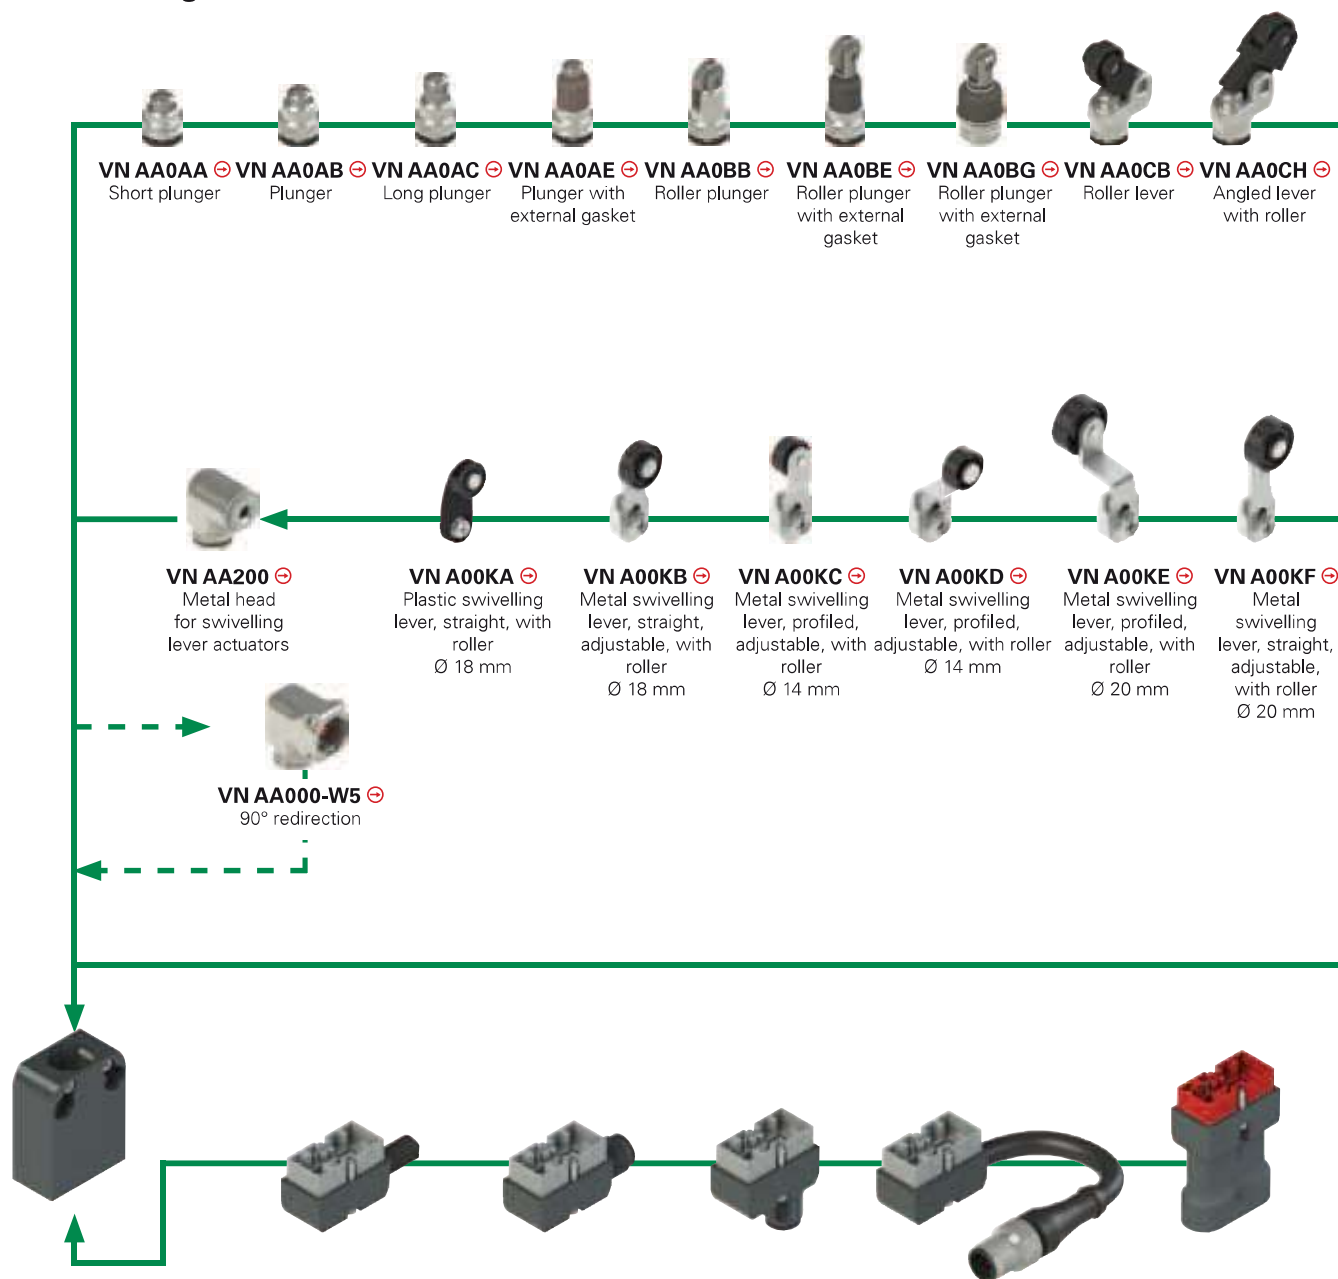 VN AA0AA
Short plunger
VN AA0AB
Plunger
VN AA0AC
Long plunger
VN AA0AE
Plunger with
external gasket
VN AA0BB
Roller plunger
VN AA0BE
Roller plunger
with external
gasket
VN AA0BG
Roller plunger
with external
gasket
VN AA0CB
Roller lever
VN AA0CH
Angled lever
with roller
VN AA200
Metal head
for swivelling
lever actuators
VN A00KA
Plastic swivelling
lever, straight, with
roller
Ø 18 mm
VN A00KB
Metal swivelling
lever, straight,
adjustable, with
roller
Ø 18 mm
VN A00KC
Metal swivelling
lever, profiled,
adjustable, with
roller
Ø 14 mm
VN A00KD
Metal swivelling
lever, profiled,
adjustable, with roller
Ø 14 mm
VN A00KE
Metal swivelling
lever, profiled,
adjustable, with
roller
Ø 20 mm
VN A00KF
Metal
swivelling
lever, straight,
adjustable,
with roller
Ø 20 mm
VN AA000-W5
90° redirection